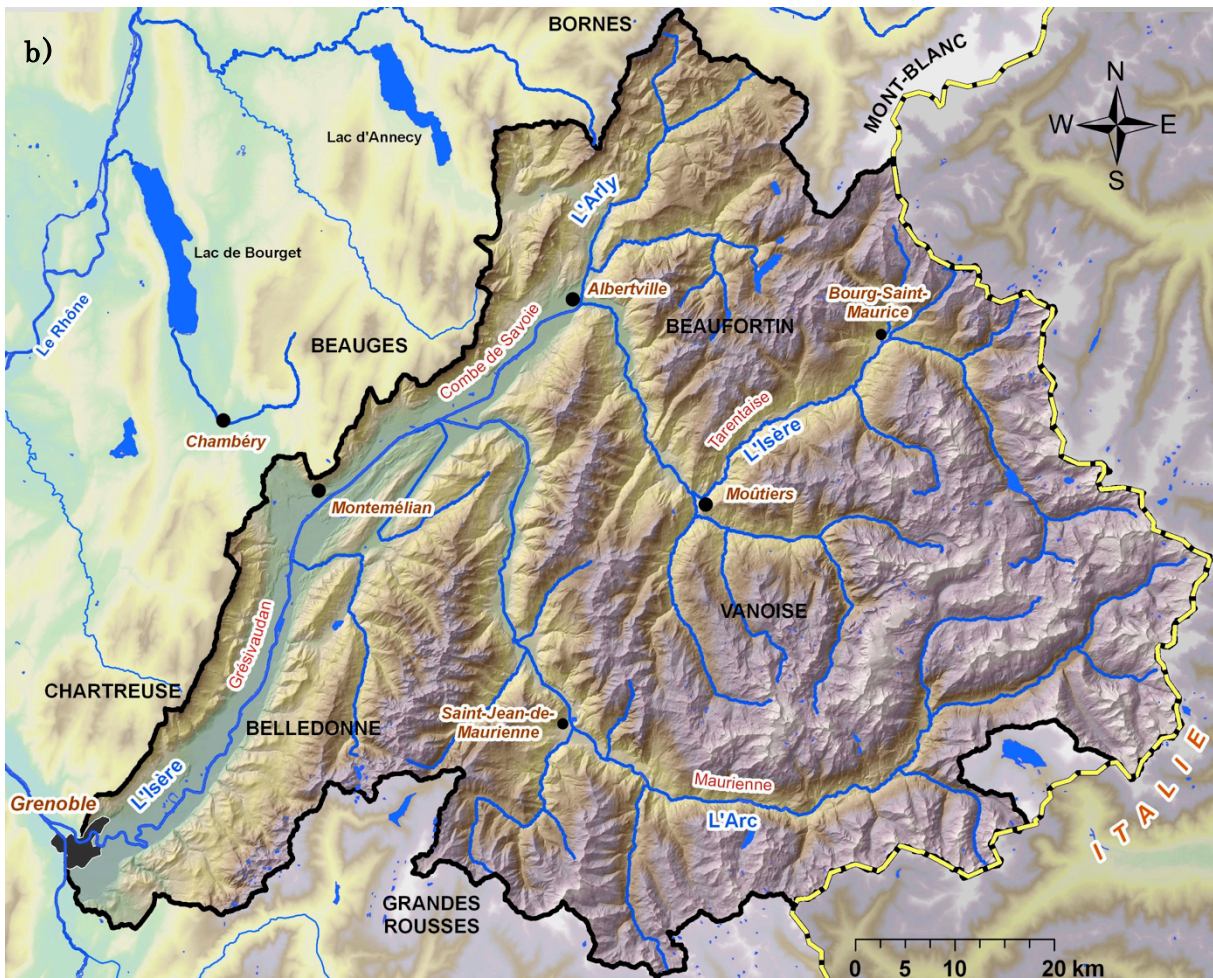 b)
BORNES
MONT-BLANC
N
W E
S
Lac d'Annecy
L'Arly
Lac de Bourget
Le Rhône
Albertville
Bourg-Saint-
Maurice
BEAUFORTIN
BEAUGES
Combe de Savoie
Tarentaise
L'Isère
Chambéry
Montemélian
Moûtiers
VANOISE
Grésivaudan
CHARTREUSE
BELLEDONNE
Saint-Jean-de-
Maurienne
Maurienne
L'Arc
ITALIE
L'Isère
Grenoble
GRANDES
ROUSSES
0 5 10 20 km